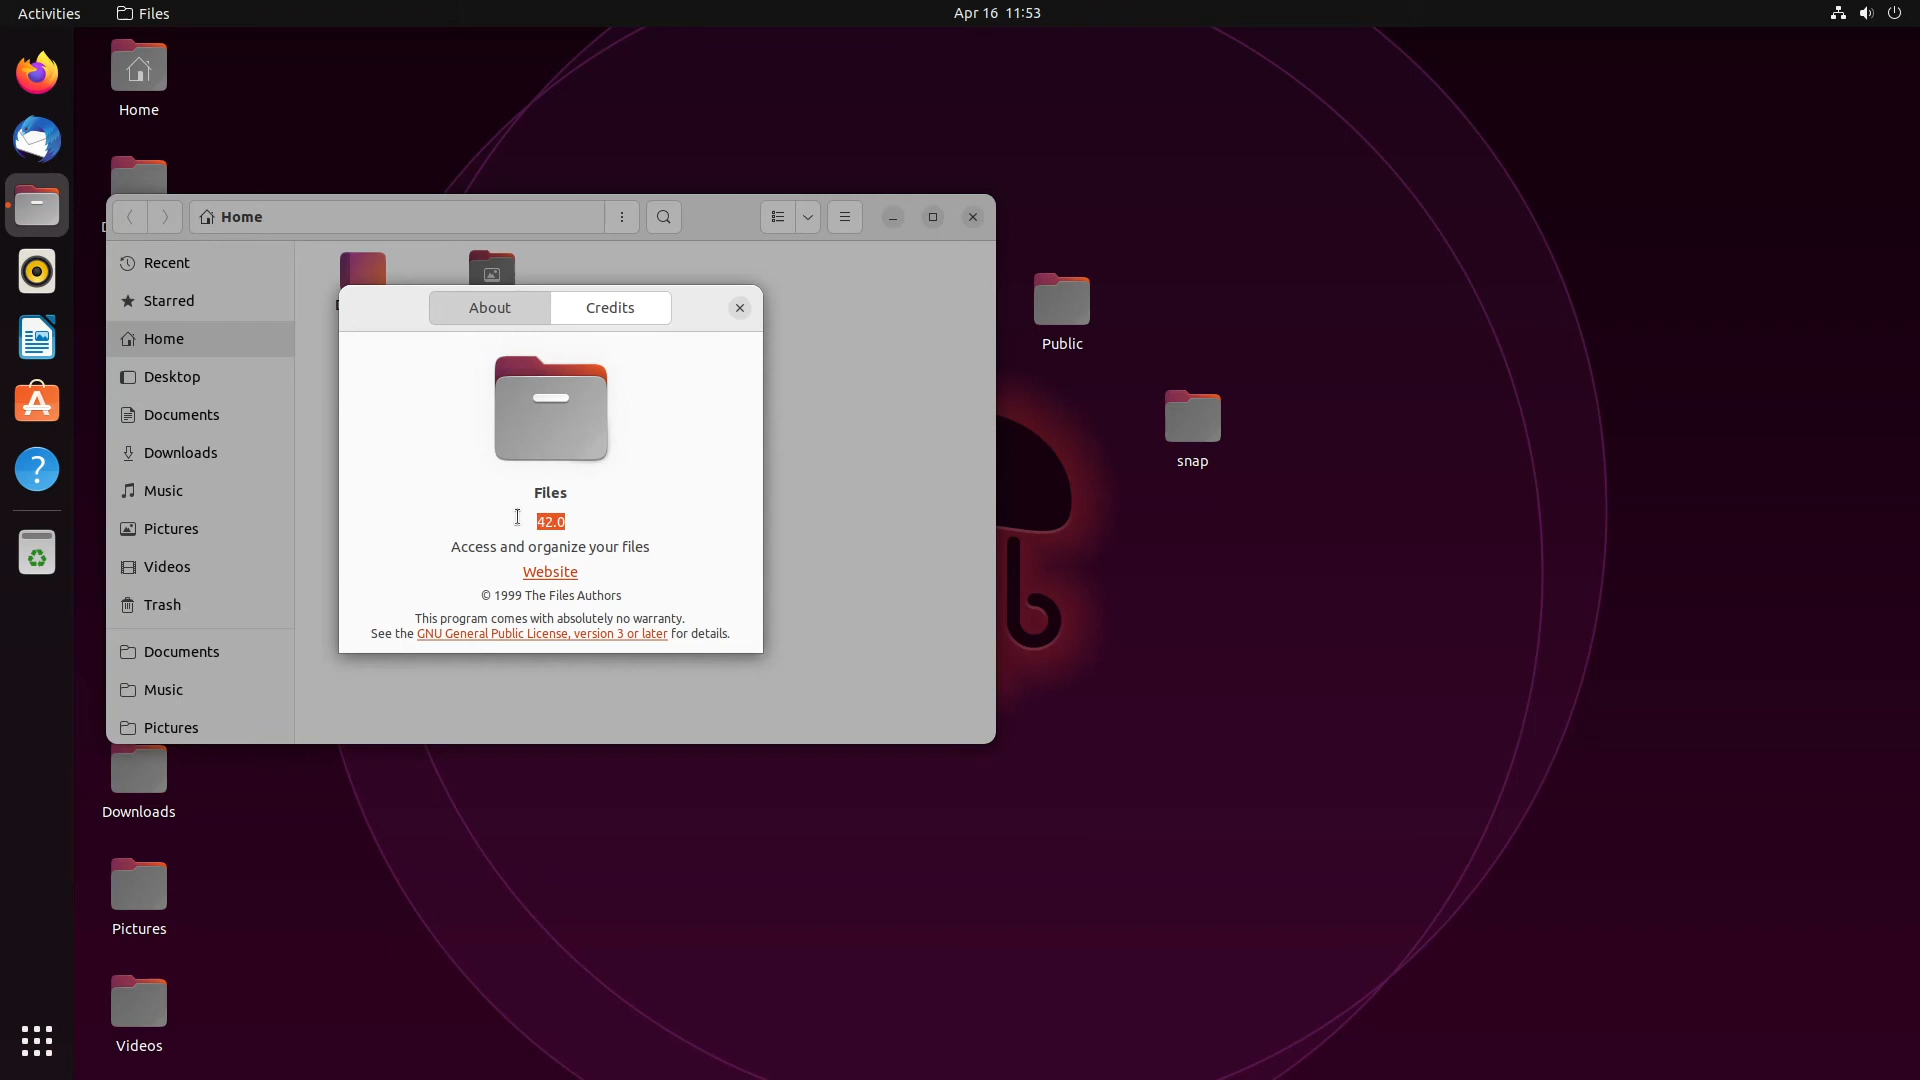 Activities
Files
Apr 16 11:53
Home
Home
Recent
Starred
Home
Desktop
Documents
Downloads
Music
Pictures
Videos
Trash
Documents
Music
Pictures
About
Credits
Files
42.0
Access and organize your files
Website
© 1999 The Files Authors
This program comes with absolutely no warranty.
See the GNU General Public License, version 3 or later for details.
Public
snap
Downloads
Pictures
Videos